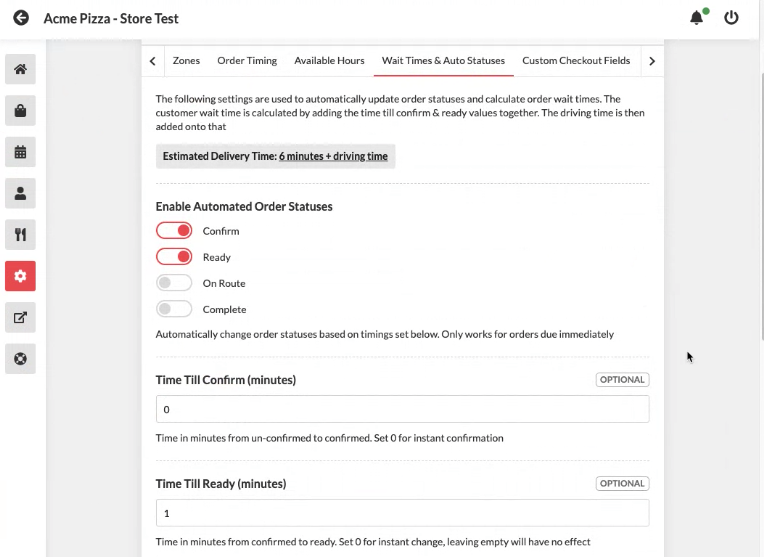 Acme Pizza - Store Test
Zones Order Timing Available Hours Wait Times & Auto Statuses Custom Checkout Fields
The following settings are used to automatically update order statuses and calculate order wait times. The
customer wait time is calculated by adding the time till confirm & ready values together. The driving time is then
added onto that
Estimated Delivery Time: 6 minutes + driving time
Enable Automated Order Statuses
Confirm
Ready
On Route
Complete
Automatically change order statuses based on timings set below. Only works for orders due immediately
Time Till Confirm (minutes) OPTIONAL
0
Time in minutes from un-confirmed to confirmed. Set 0 for instant confirmation
Time Till Ready (minutes) OPTIONAL
1
Time in minutes from confirmed to ready. Set 0 for instant change, leaving empty will have no effect